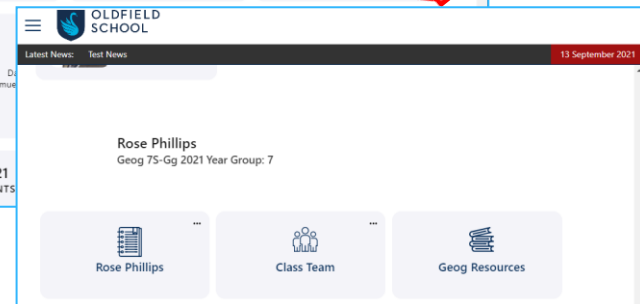 OLDFIELD
SCHOOL
Latest News: Test News 13 September 2021
Rose Phillips
Geog 7S-Gg 2021 Year Group: 7
... ...
Rose Phillips Class Team Geog Resources